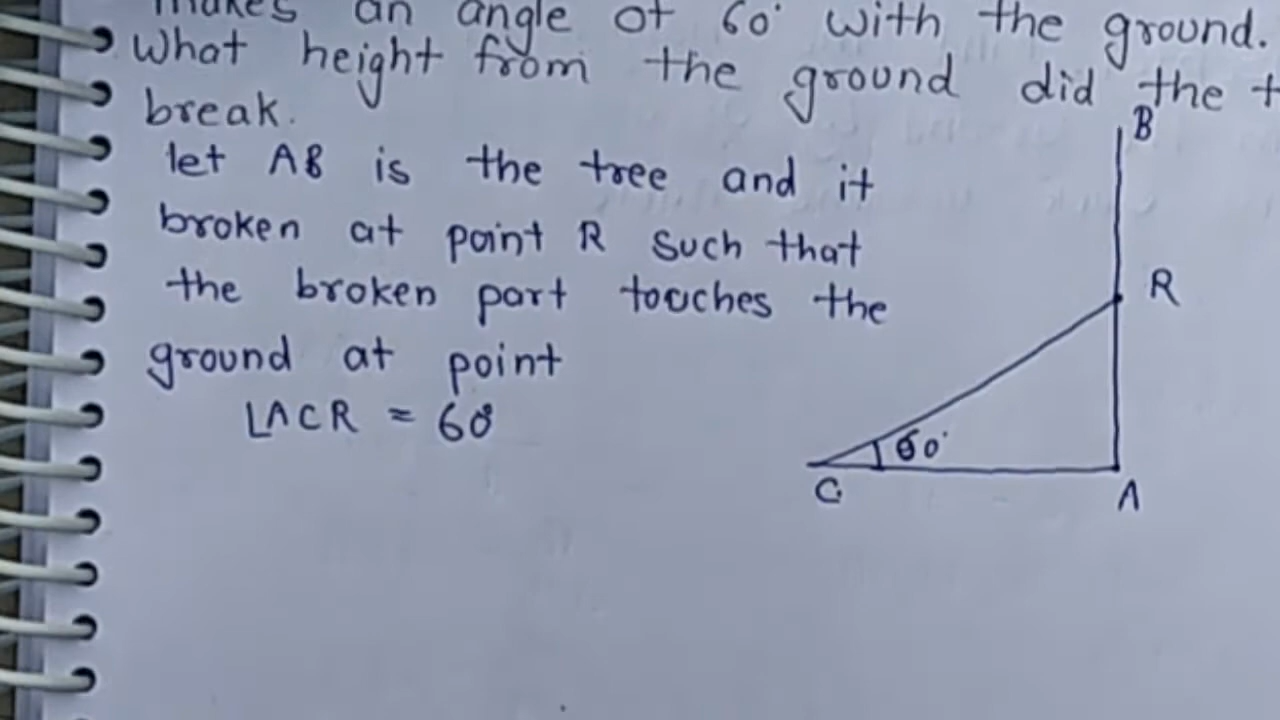 makes an angle of 60° with the ground.
What height from the ground did the t
break.
let AB is the tree and it
broken at point R such that
the broken part touches the
ground at point
∠ACR = 60°
B
R
60°
C
A